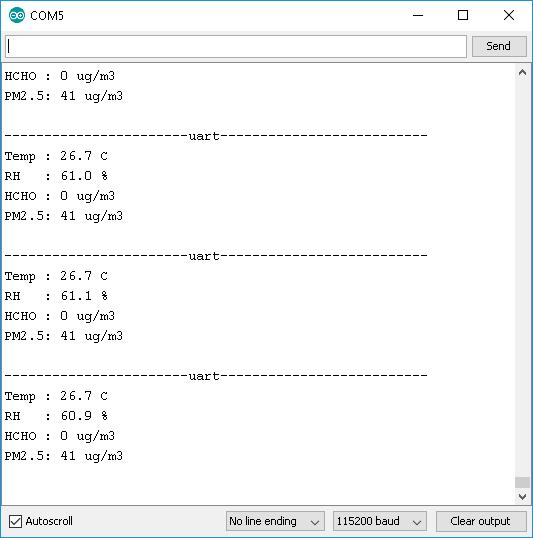 COM5
Send
HCHO : 0 ug/m3
PM2.5: 41 ug/m3
-----------------------uart--------------------------
Temp : 26.7 C
RH   : 61.0 %
HCHO : 0 ug/m3
PM2.5: 41 ug/m3
-----------------------uart--------------------------
Temp : 26.7 C
RH   : 61.1 %
HCHO : 0 ug/m3
PM2.5: 41 ug/m3
-----------------------uart--------------------------
Temp : 26.7 C
RH   : 60.9 %
HCHO : 0 ug/m3
PM2.5: 41 ug/m3
Autoscroll No line ending 115200 baud Clear output